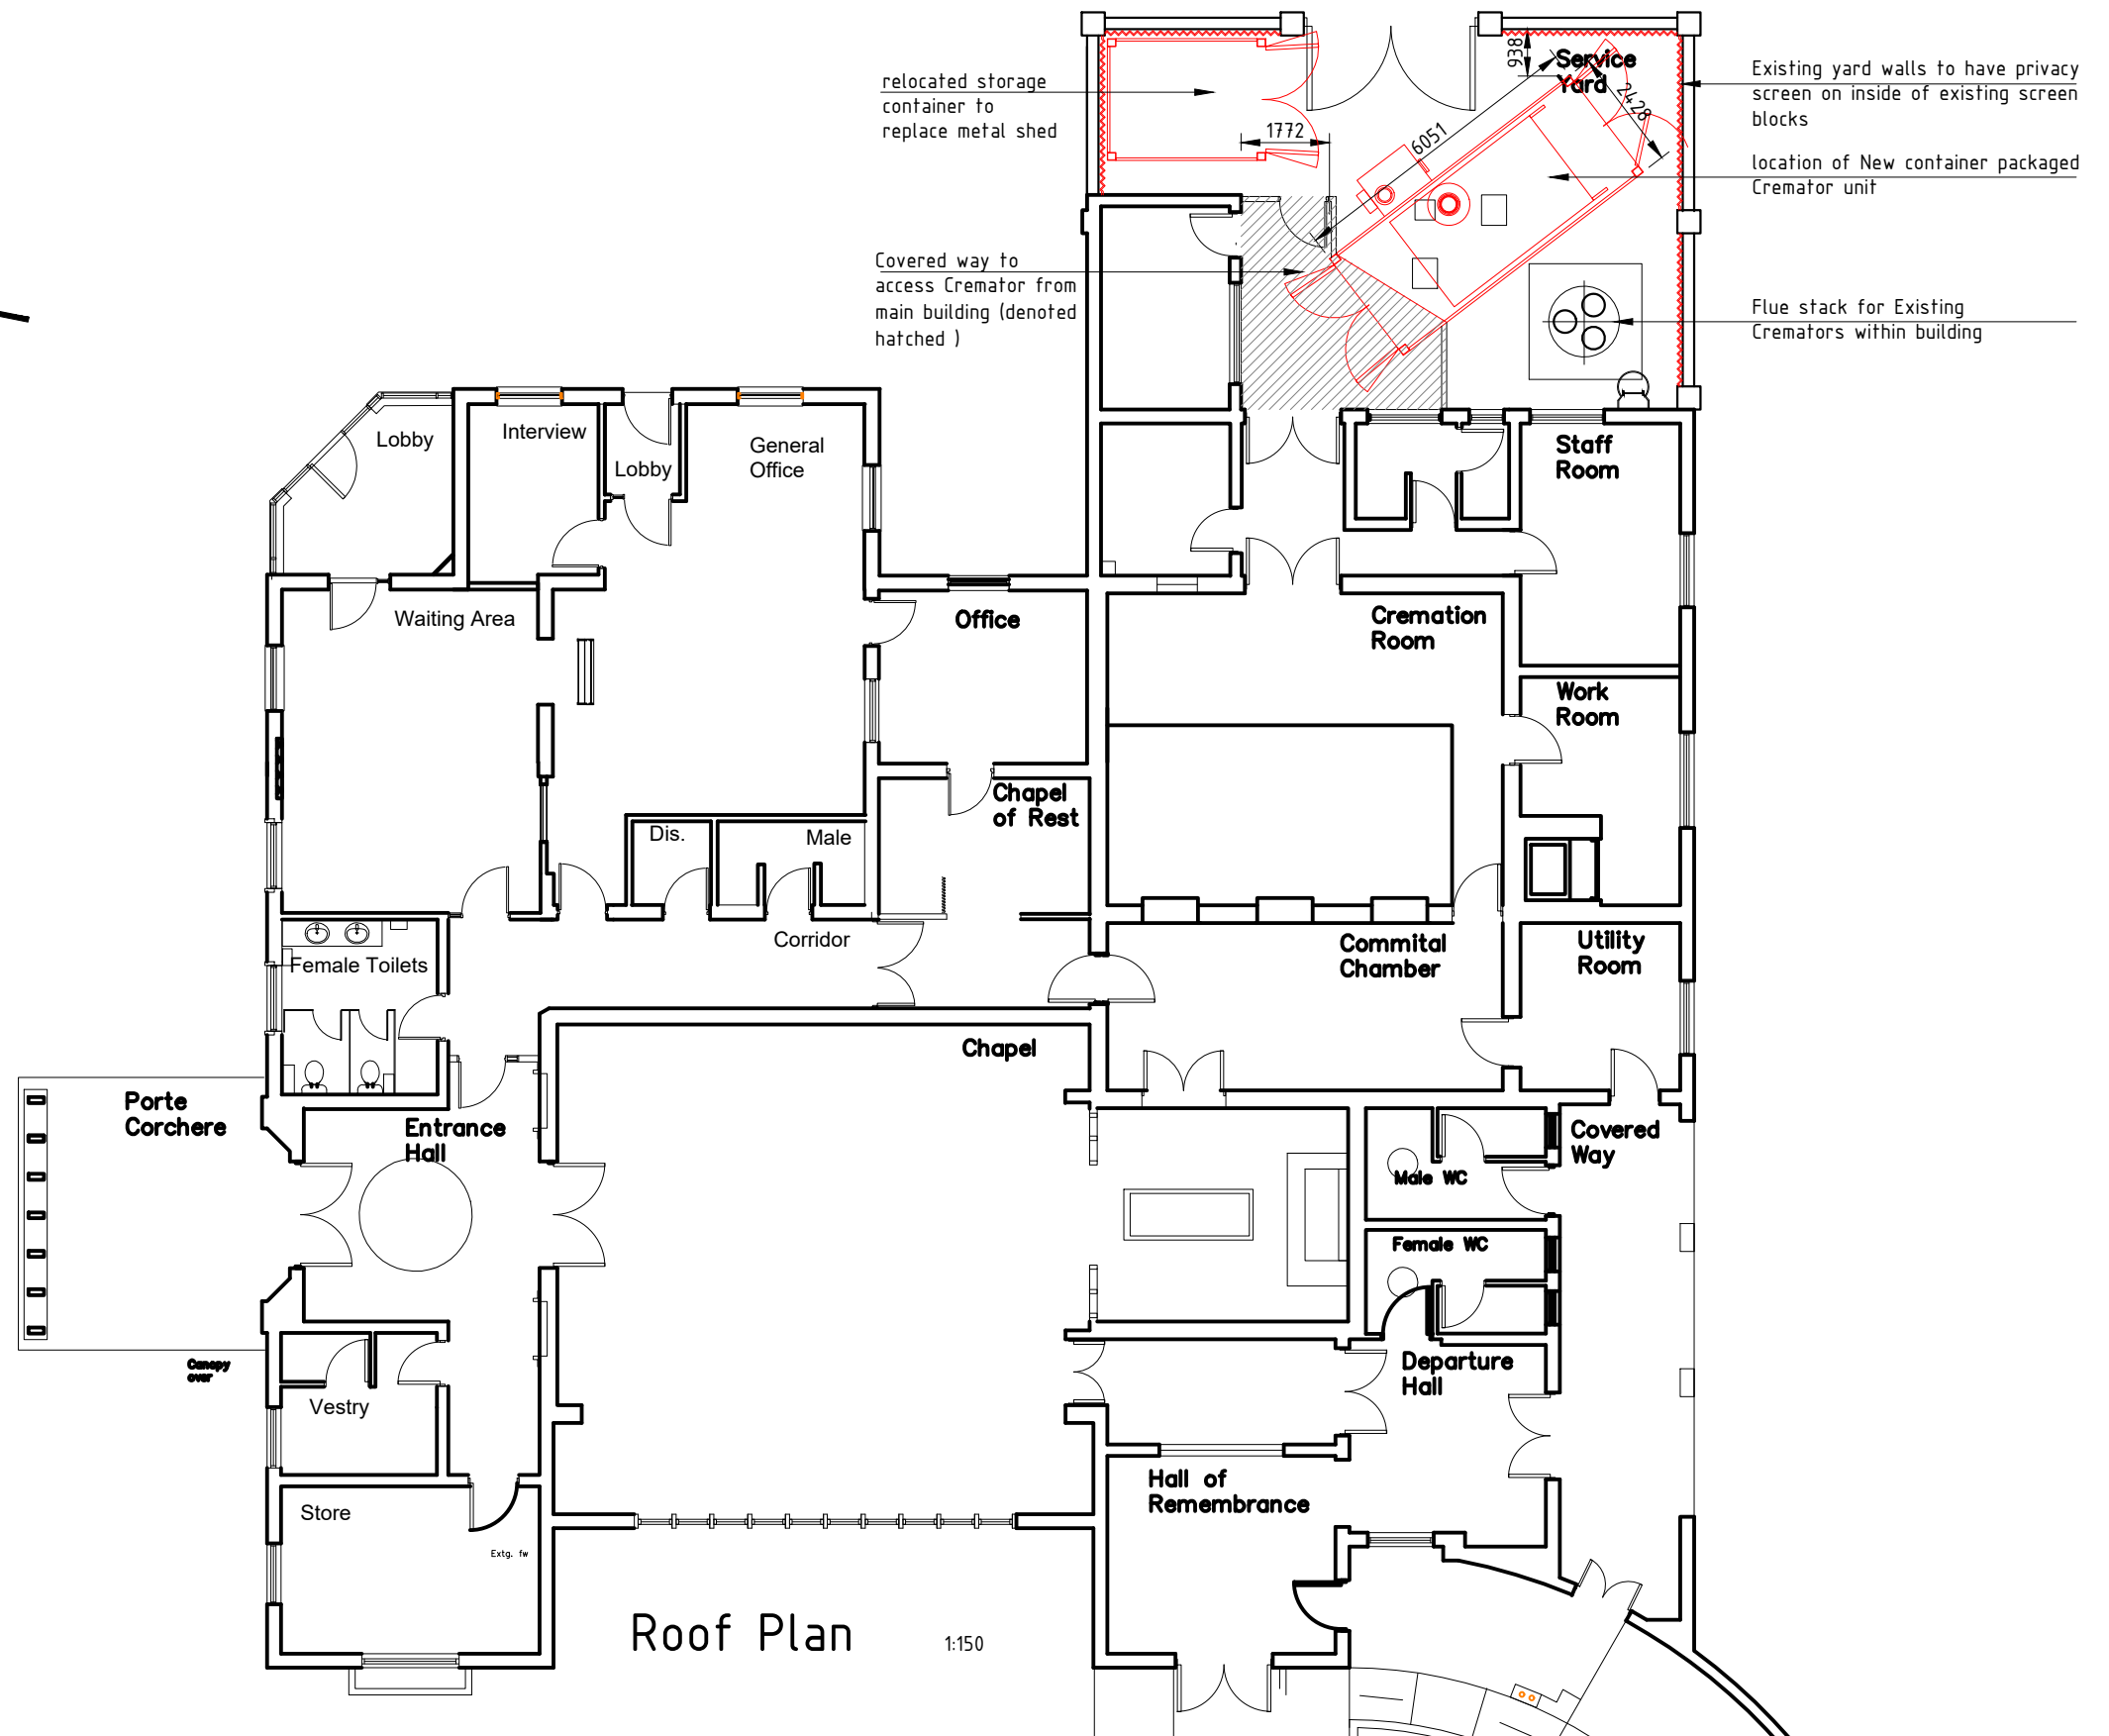 relocated storage
container to
replace metal shed
938
Service
Yard
2428
6051
1772
Existing yard walls to have privacy
screen on inside of existing screen
blocks
location of New container packaged
Cremator unit
Covered way to
access Cremator from
main building (denoted
hatched )
Flue stack for Existing
Cremators within building
Lobby
Interview
Lobby
General
Office
Staff
Room
Waiting Area
Office
Cremation
Room
Work
Room
Chapel
of Rest
Dis.
Male
Corridor
Commital
Chamber
Utility
Room
Female Toilets
Chapel
Porte
Corchere
Entrance
Hall
Covered
Way
Male WC
Female WC
Canopy
over
Departure
Hall
Vestry
Hall of
Remembrance
Store
Extg. fw
Roof Plan
1:150